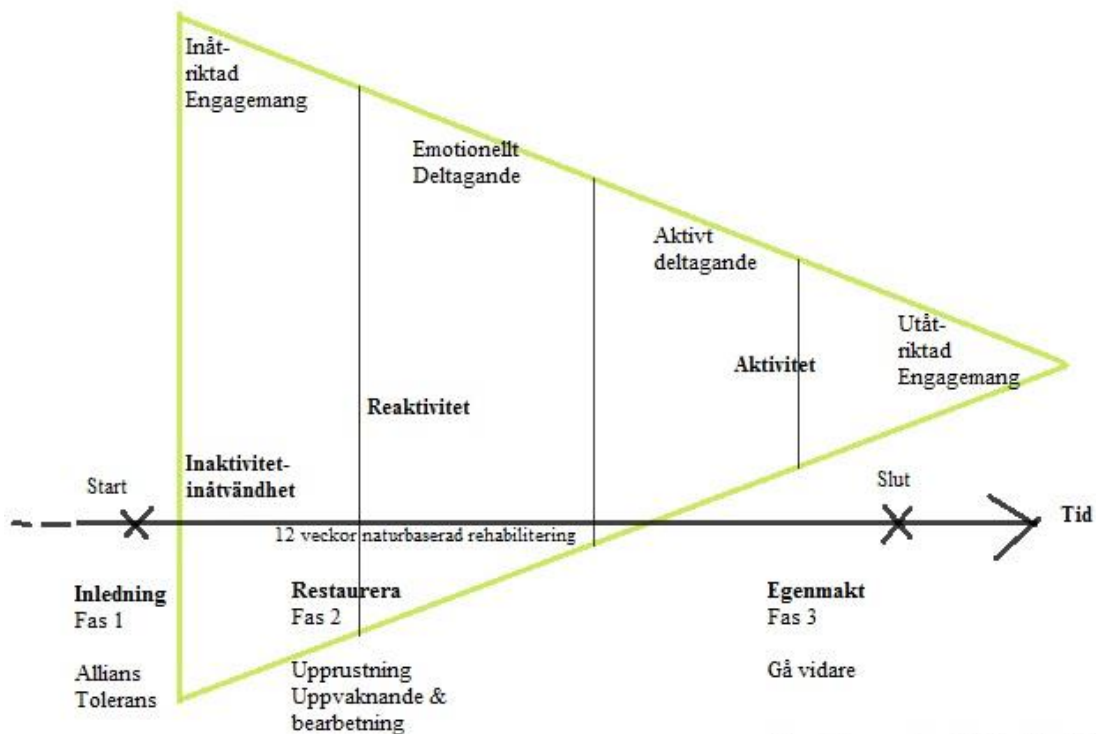 Inåt-
riktad
Engagemang
Emotionellt
Deltagande
Aktivt
deltagande
Utåt-
riktad
Engagemang
Aktivitet
Reaktivitet
Inaktivitet-
inåtvändhet
Start
Slut
Tid
12 veckor naturbaserad rehabilitering
Inledning
Fas 1
Allians
Tolerans
Restaurera
Fas 2
Upprustning
Uppvaknande &
bearbetning
Egenmakt
Fas 3
Gå vidare